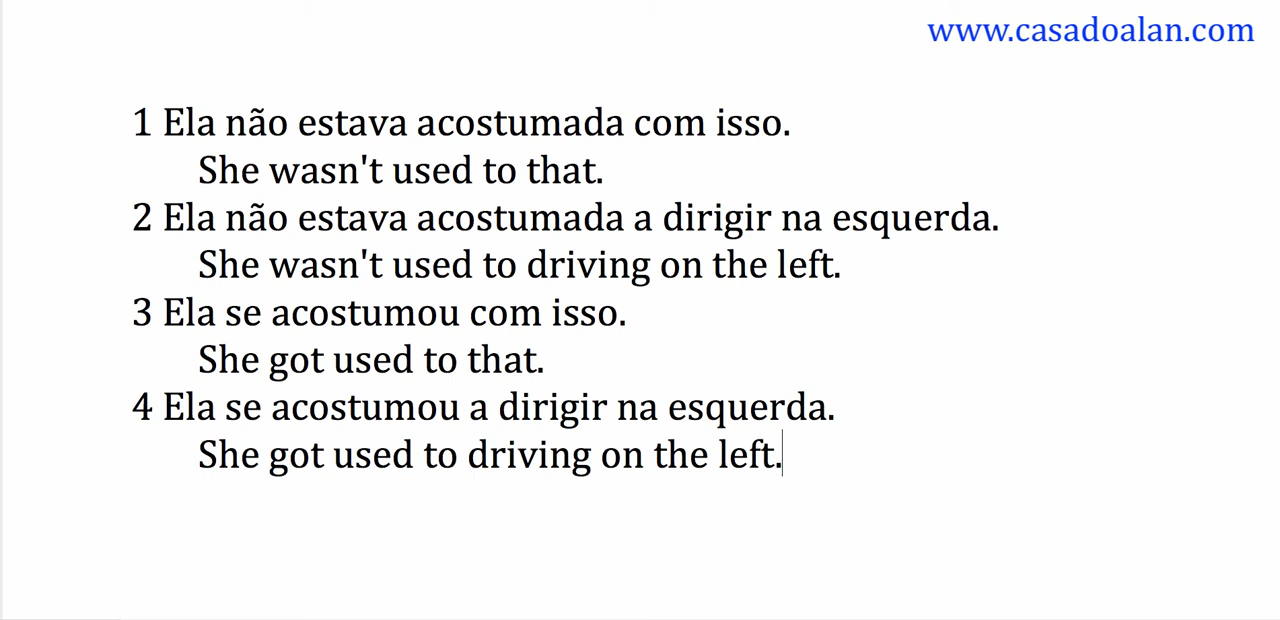 www.casadoalan.com
1 Ela não estava acostumada com isso.
She wasn't used to that.
2 Ela não estava acostumada a dirigir na esquerda.
She wasn't used to driving on the left.
3 Ela se acostumou com isso.
She got used to that.
4 Ela se acostumou a dirigir na esquerda.
She got used to driving on the left.